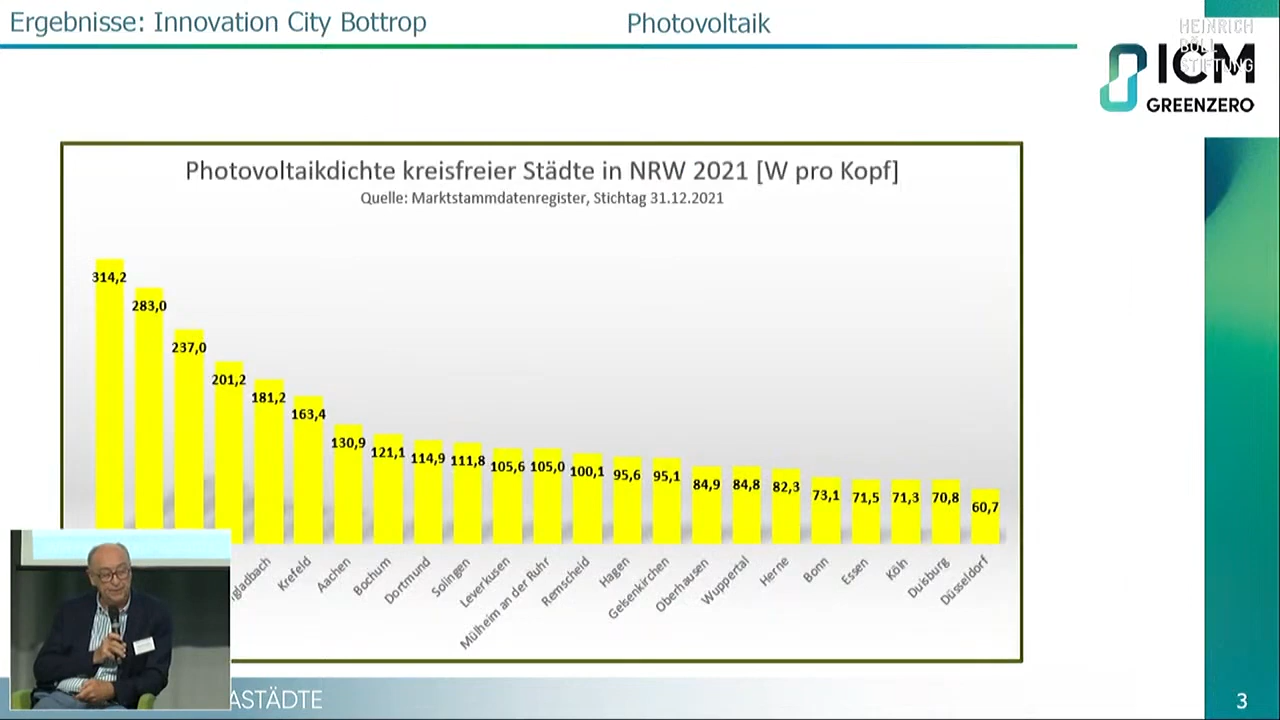 Ergebnisse: Innovation City Bottrop
Photovoltaik
HEINRICH
BÖLL
STIFTUNG
ICM
GREENZERO
Photovoltaikdichte kreisfreier Städte in NRW 2021 [W pro Kopf]
Quelle: Marktstammdatenregister, Stichtag 31.12.2021
314,2
283,0
237,0
201,2
181,2
163,4
130,9
121,1
114,9
111,8
105,6
105,0
100,1
95,6
95,1
84,9
84,8
82,3
73,1
71,5
71,3
70,8
60,7
gladbach
Krefeld
Aachen
Bochum
Dortmund
Solingen
Leverkusen
Mülheim an der Ruhr
Remscheid
Hagen
Gelsenkirchen
Oberhausen
Wuppertal
Herne
Bonn
Essen
Köln
Duisburg
Düsseldorf
ASTÄDTE
3